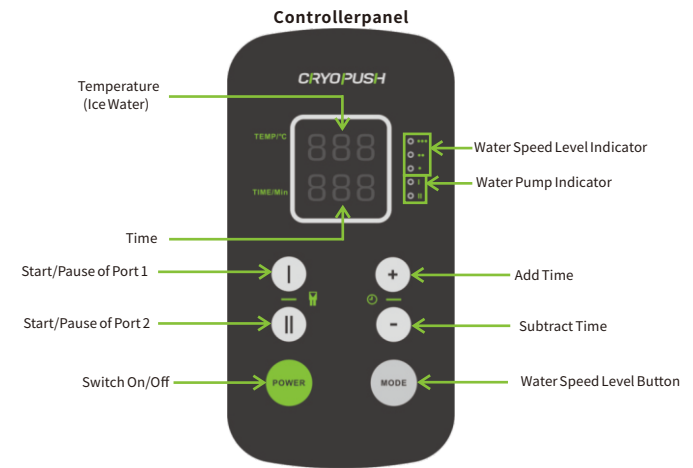 Controllerpanel
CRYOPUSH
Temperature
(Ice Water)
TEMP/°C
888
Water Speed Level Indicator
Water Pump Indicator
I
II
TIME/Min
888
Time
Start/Pause of Port 1
I
+
Add Time
Start/Pause of Port 2
II
-
Subtract Time
Switch On/Off
POWER
MODE
Water Speed Level Button